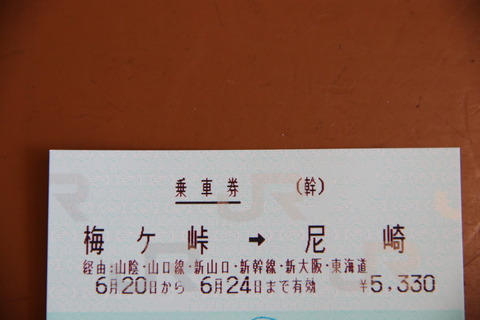 乗車券 (幹)
梅ケ峠 → 尼崎
経由:山陰・山口線・新山口・新幹線・新大阪・東海道
6月20日から 6月24日まで有効 ¥5,330